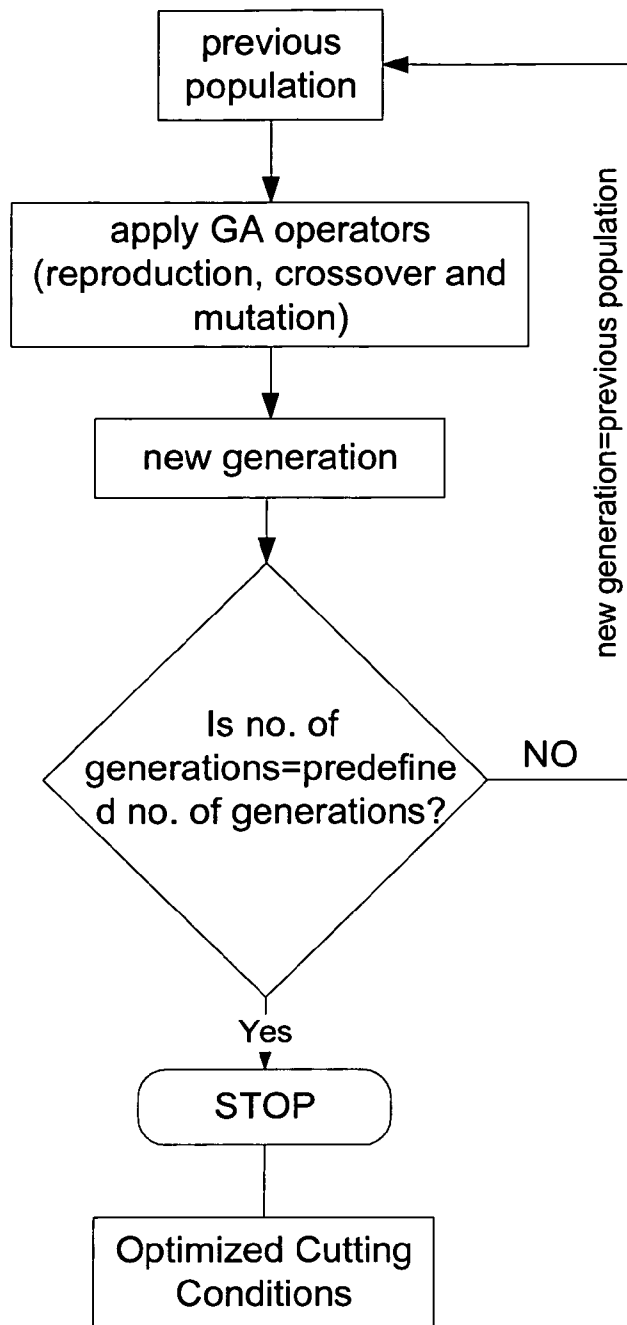 previous
population
apply GA operators
(reproduction, crossover and
mutation)
new generation
new generation=previous population
Is no. of
generations=predefine
d no. of generations?
NO
Yes
STOP
Optimized Cutting
Conditions